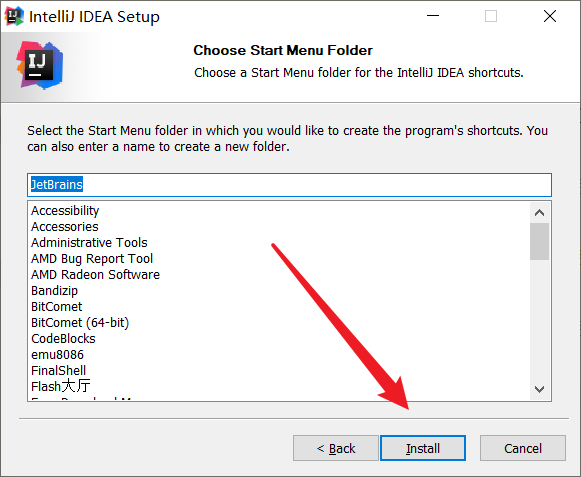 IntelliJ IDEA Setup
IJ
Choose Start Menu Folder
Choose a Start Menu folder for the IntelliJ IDEA shortcuts.
Select the Start Menu folder in which you would like to create the program's shortcuts. You
can also enter a name to create a new folder.
JetBrains
Accessibility
Accessories
Administrative Tools
AMD Bug Report Tool
AMD Radeon Software
Bandizip
BitComet
BitComet (64-bit)
CodeBlocks
emu8086
FinalShell
Flash大厅
< Back
Install
Cancel